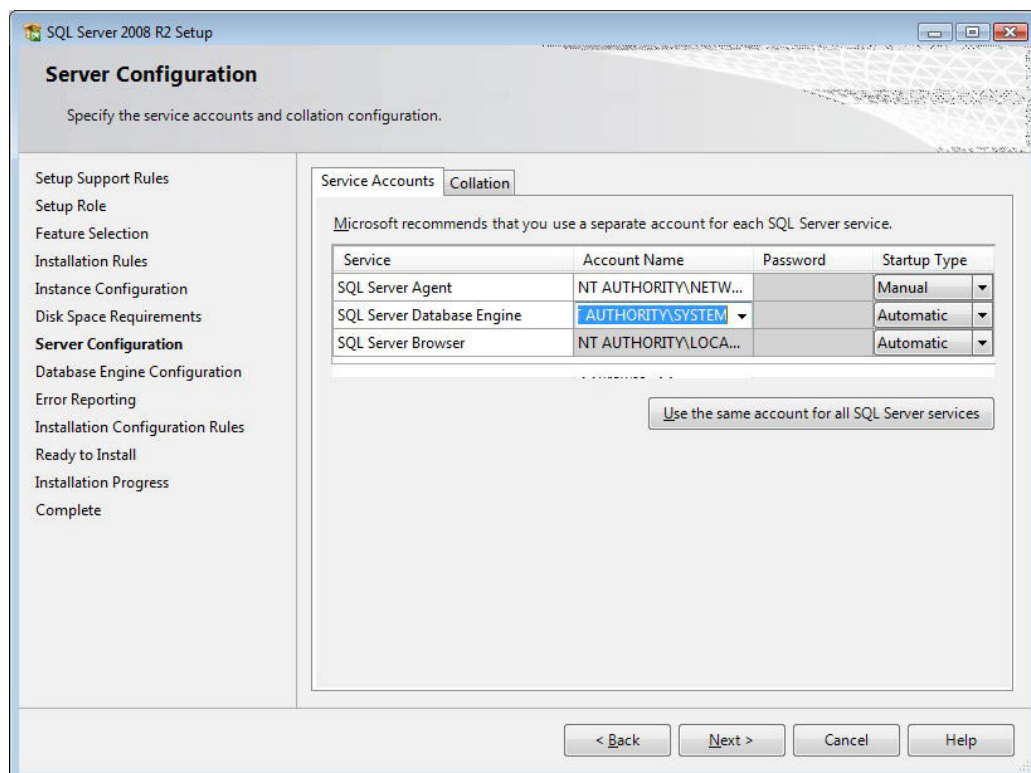 SQL Server 2008 R2 Setup
Server Configuration
Specify the service accounts and collation configuration.
Setup Support Rules
Setup Role
Feature Selection
Installation Rules
Instance Configuration
Disk Space Requirements
Server Configuration
Database Engine Configuration
Error Reporting
Installation Configuration Rules
Ready to Install
Installation Progress
Complete
Service Accounts Collation
Microsoft recommends that you use a separate account for each SQL Server service.
Service Account Name Password Startup Type
SQL Server Agent NT AUTHORITY\NETW... Manual
SQL Server Database Engine AUTHORITY\SYSTEM Automatic
SQL Server Browser NT AUTHORITY\LOCA... Automatic
Use the same account for all SQL Server services
< Back Next > Cancel Help